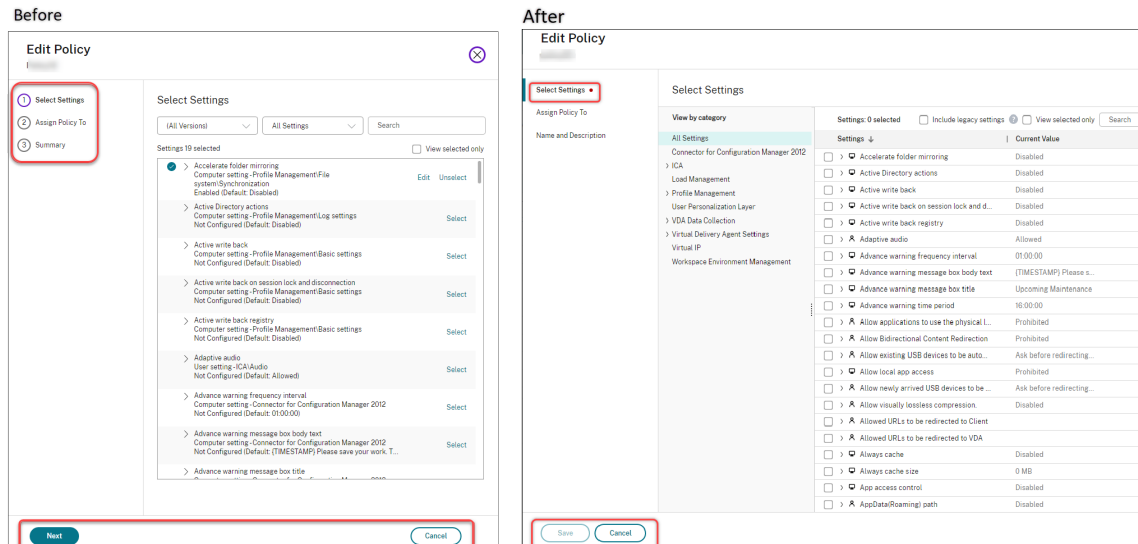 Before
Edit Policy
1 Select Settings
2 Assign Policy To
3 Summary
Select Settings
(All Versions) All Settings Search
Settings 19 selected View selected only
Accelerate folder mirroring
Computer setting - Profile Management\File
system\Synchronization
Enabled (Default: Disabled)
Edit Unselect
Active Directory actions
Computer setting - Profile Management\Log settings
Not Configured (Default: Disabled)
Select
Active write back
Computer setting - Profile Management\Basic settings
Not Configured (Default: Disabled)
Select
Active write back on session lock and disconnection
Computer setting - Profile Management\Basic settings
Not Configured (Default: Disabled)
Select
Active write back registry
Computer setting - Profile Management\Basic settings
Not Configured (Default: Disabled)
Select
Adaptive audio
User setting - ICA\Audio
Not Configured (Default: Allowed)
Select
Advance warning frequency interval
Computer setting - Connector for Configuration Manager 2012
Not Configured (Default: 01:00:00)
Select
Advance warning message box body text
Computer setting - Connector for Configuration Manager 2012
Not Configured (Default: {TIMESTAMP} Please save your work. T...
Select
Advance warning message box title
Next Cancel
After
Edit Policy
Select Settings
Assign Policy To
Name and Description
Select Settings
View by category
All Settings
Connector for Configuration Manager 2012
ICA
Load Management
Profile Management
User Personalization Layer
VDA Data Collection
Virtual Delivery Agent Settings
Virtual IP
Workspace Environment Management
Settings: 0 selected Include legacy settings ? View selected only Search
Settings ↓ Current Value
Accelerate folder mirroring Disabled
Active Directory actions Disabled
Active write back Disabled
Active write back on session lock and d... Disabled
Active write back registry Disabled
Adaptive audio Allowed
Advance warning frequency interval 01:00:00
Advance warning message box body text {TIMESTAMP} Please s...
Advance warning message box title Upcoming Maintenance
Advance warning time period 16:00:00
Allow applications to use the physical l... Prohibited
Allow Bidirectional Content Redirection Prohibited
Allow existing USB devices to be auto... Ask before redirecting...
Allow local app access Prohibited
Allow newly arrived USB devices to be ... Ask before redirecting...
Allow visually lossless compression. Disabled
Allowed URLs to be redirected to Client
Allowed URLs to be redirected to VDA
Always cache Disabled
Always cache size 0 MB
App access control Disabled
AppData(Roaming) path Disabled
Save Cancel